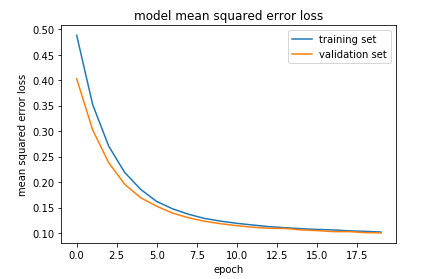 model mean squared error loss
0.50
0.45
0.40
0.35
0.30
0.25
0.20
0.15
0.10
mean squared error loss
training set
validation set
0.0 2.5 5.0 7.5 10.0 12.5 15.0 17.5
epoch